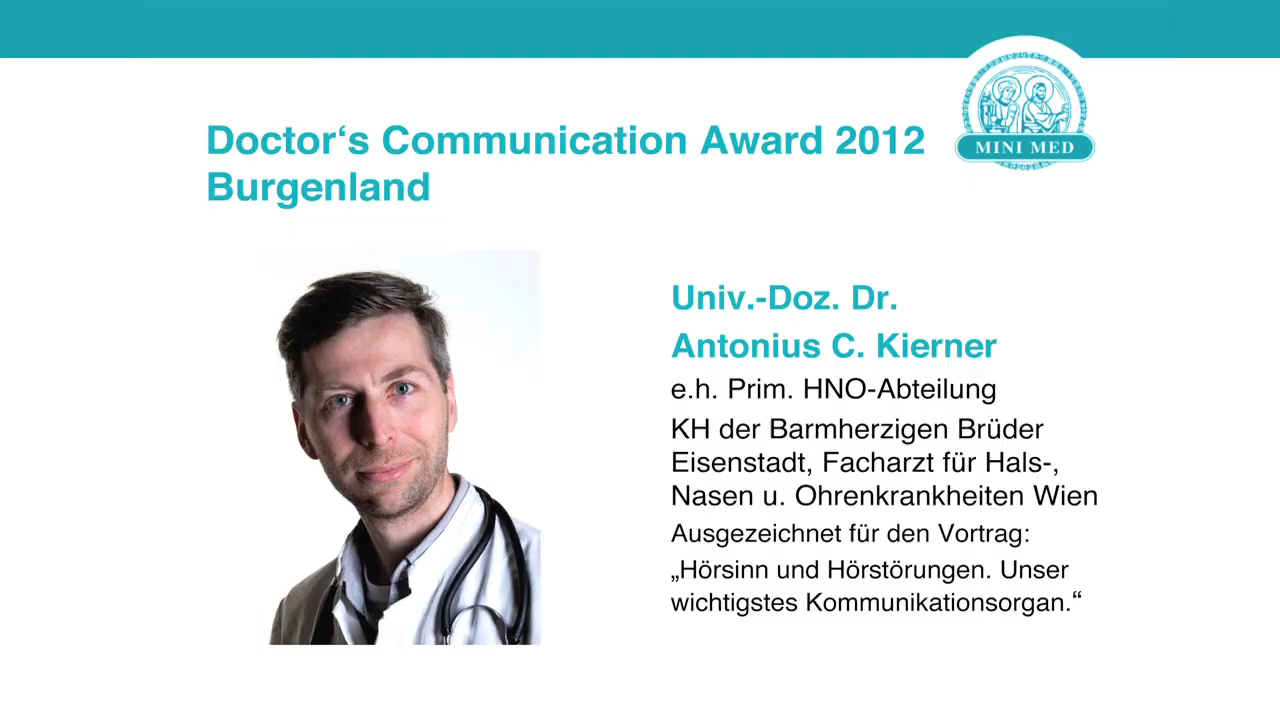 MINI MED
Doctor‘s Communication Award 2012
Burgenland
Univ.-Doz. Dr.
Antonius C. Kierner
e.h. Prim. HNO-Abteilung
KH der Barmherzigen Brüder
Eisenstadt, Facharzt für Hals-,
Nasen u. Ohrenkrankheiten Wien
Ausgezeichnet für den Vortrag:
„Hörsinn und Hörstörungen. Unser
wichtigstes Kommunikationsorgan.“